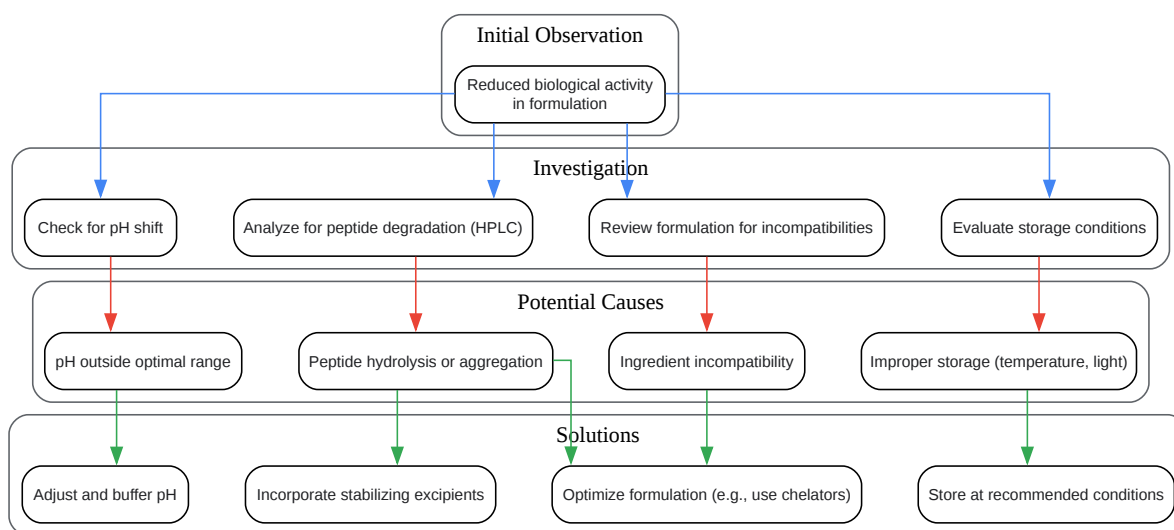 Initial Observation
Reduced biological activity
in formulation
Investigation
Check for pH shift
Analyze for peptide degradation (HPLC)
Review formulation for incompatibilities
Evaluate storage conditions
Potential Causes
pH outside optimal range
Peptide hydrolysis or aggregation
Ingredient incompatibility
Improper storage (temperature, light)
Solutions
Adjust and buffer pH
Incorporate stabilizing excipients
Optimize formulation (e.g., use chelators)
Store at recommended conditions